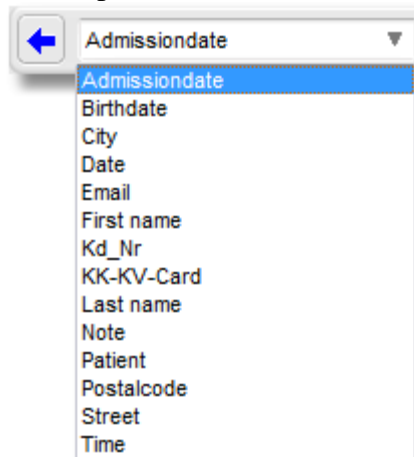 Admissiondate
Admissiondate
Birthdate
City
Date
Email
First name
Kd_Nr
KK-KV-Card
Last name
Note
Patient
Postalcode
Street
Time